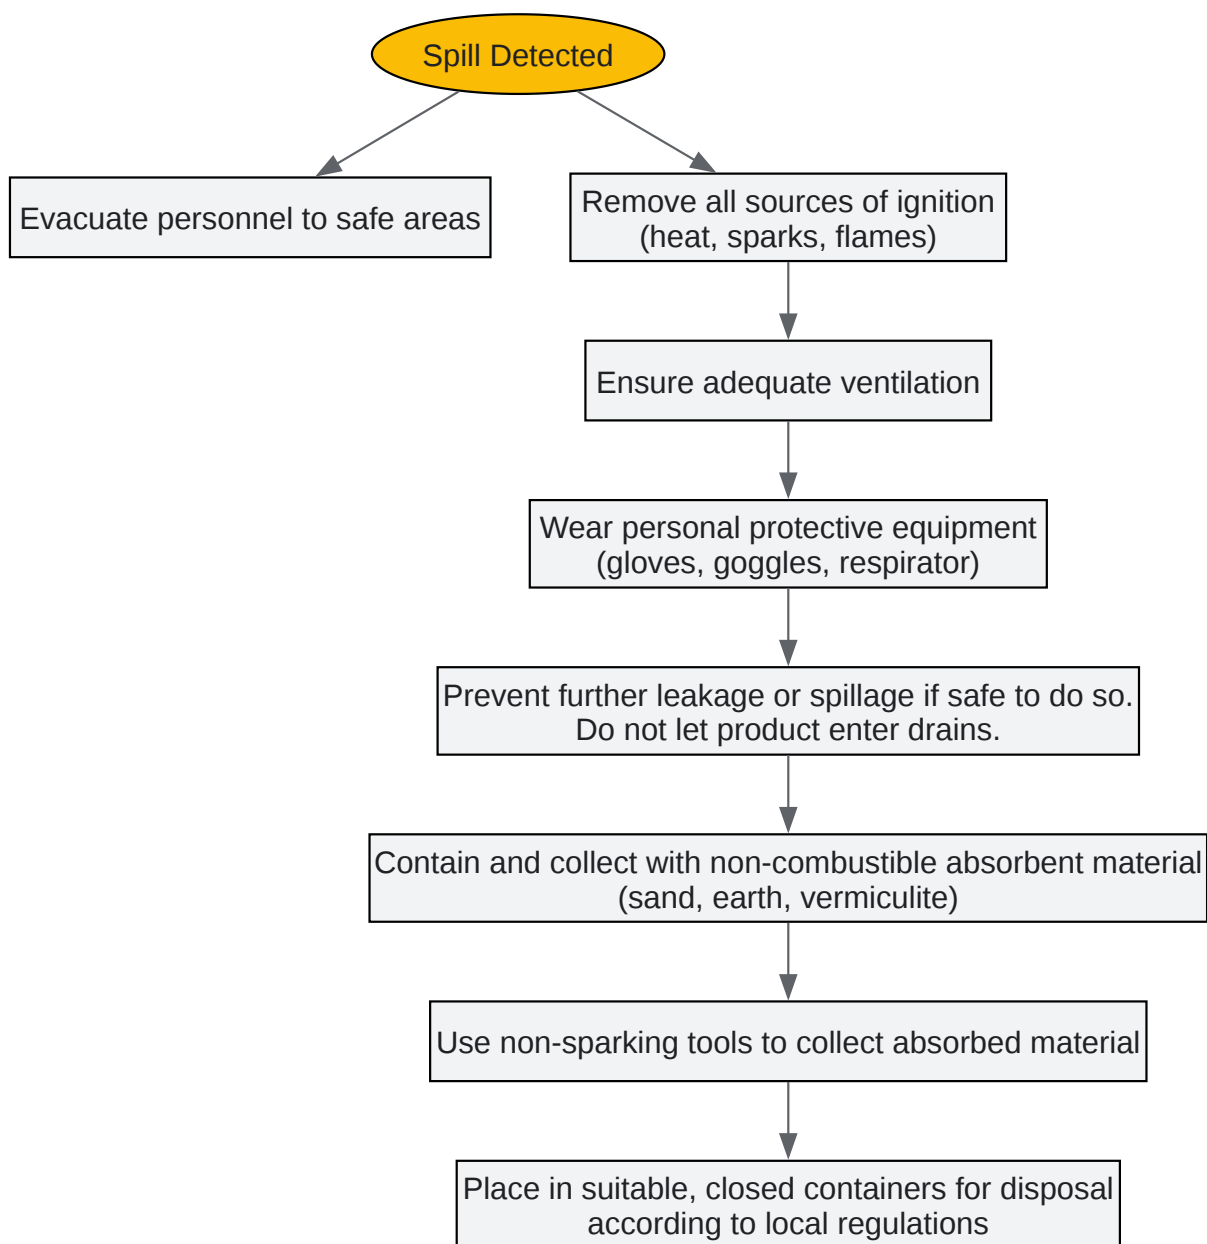 Spill Detected
Evacuate personnel to safe areas
Remove all sources of ignition
(heat, sparks, flames)
Ensure adequate ventilation
Wear personal protective equipment
(gloves, goggles, respirator)
Prevent further leakage or spillage if safe to do so.
Do not let product enter drains.
Contain and collect with non-combustible absorbent material
(sand, earth, vermiculite)
Use non-sparking tools to collect absorbed material
Place in suitable, closed containers for disposal
according to local regulations